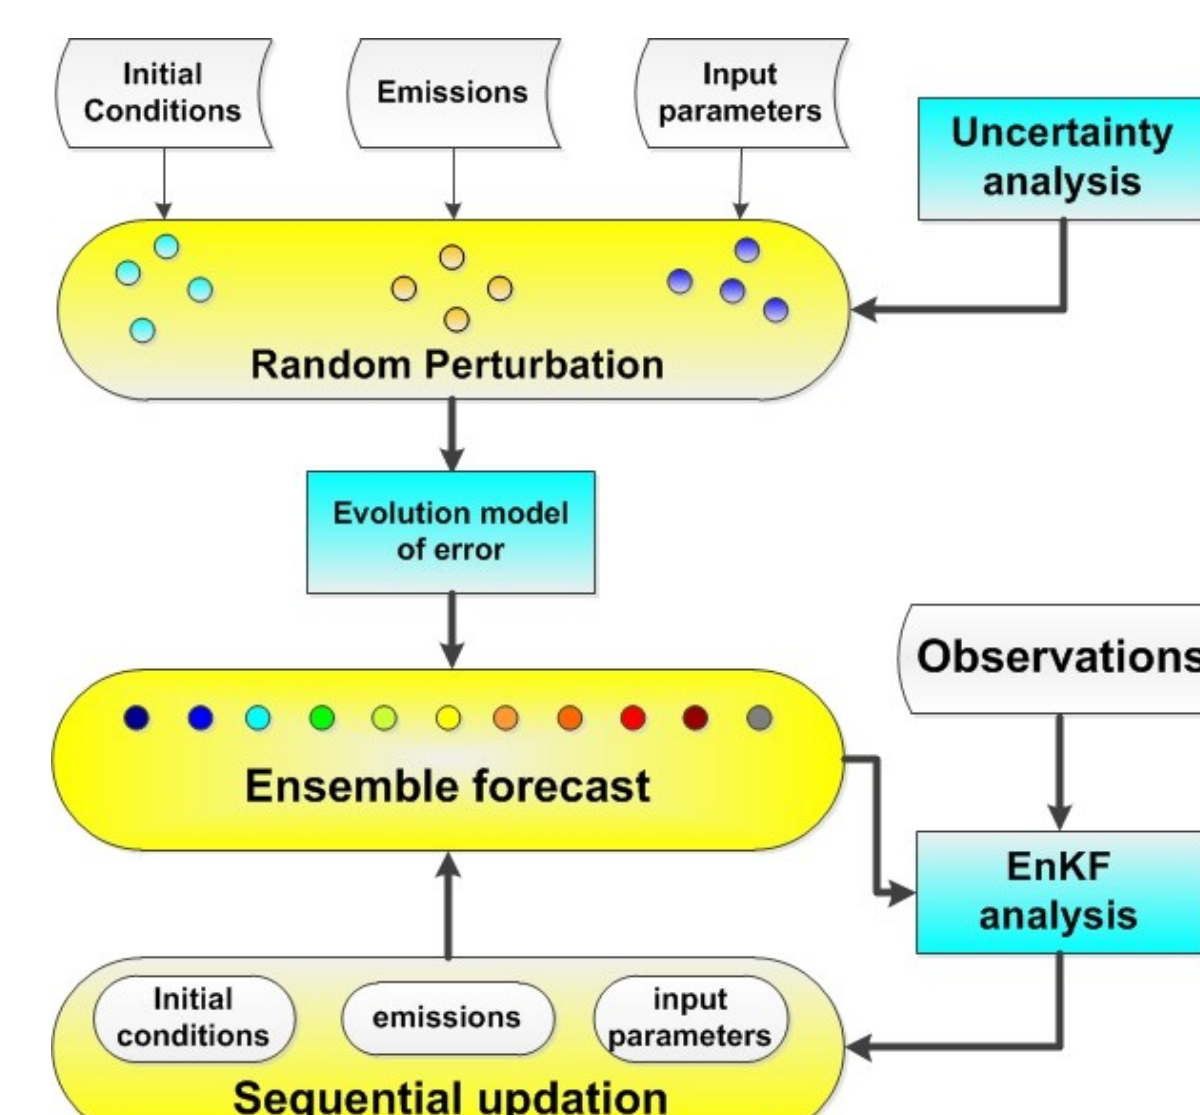 Initial
Conditions
Emissions
Input
parameters
Uncertainty
analysis
Random Perturbation
Evolution model
of error
Observations
Ensemble forecast
EnKF
analysis
Initial
conditions
emissions
input
parameters
Sequential updation